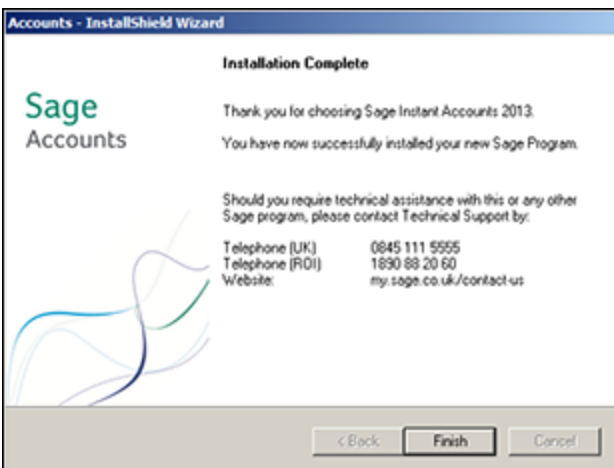 Accounts - InstallShield Wizard
Installation Complete
Sage
Accounts
Thank you for choosing Sage Instant Accounts 2013.
You have now successfully installed your new Sage Program.
Should you require technical assistance with this or any other
Sage program, please contact Technical Support by:
Telephone (UK) 0845 111 5555
Telephone (ROI) 1890 88 20 60
Website: my.sage.co.uk/contact-us
< Back Finish Cancel